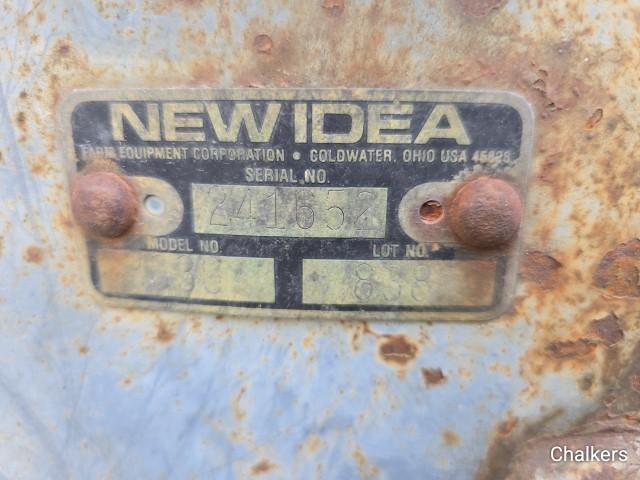 NEW IDEA
FARM EQUIPMENT CORPORATION • COLDWATER, OHIO USA 45828
SERIAL NO.
241652
MODEL NO. LOT NO.
838
Chalkers